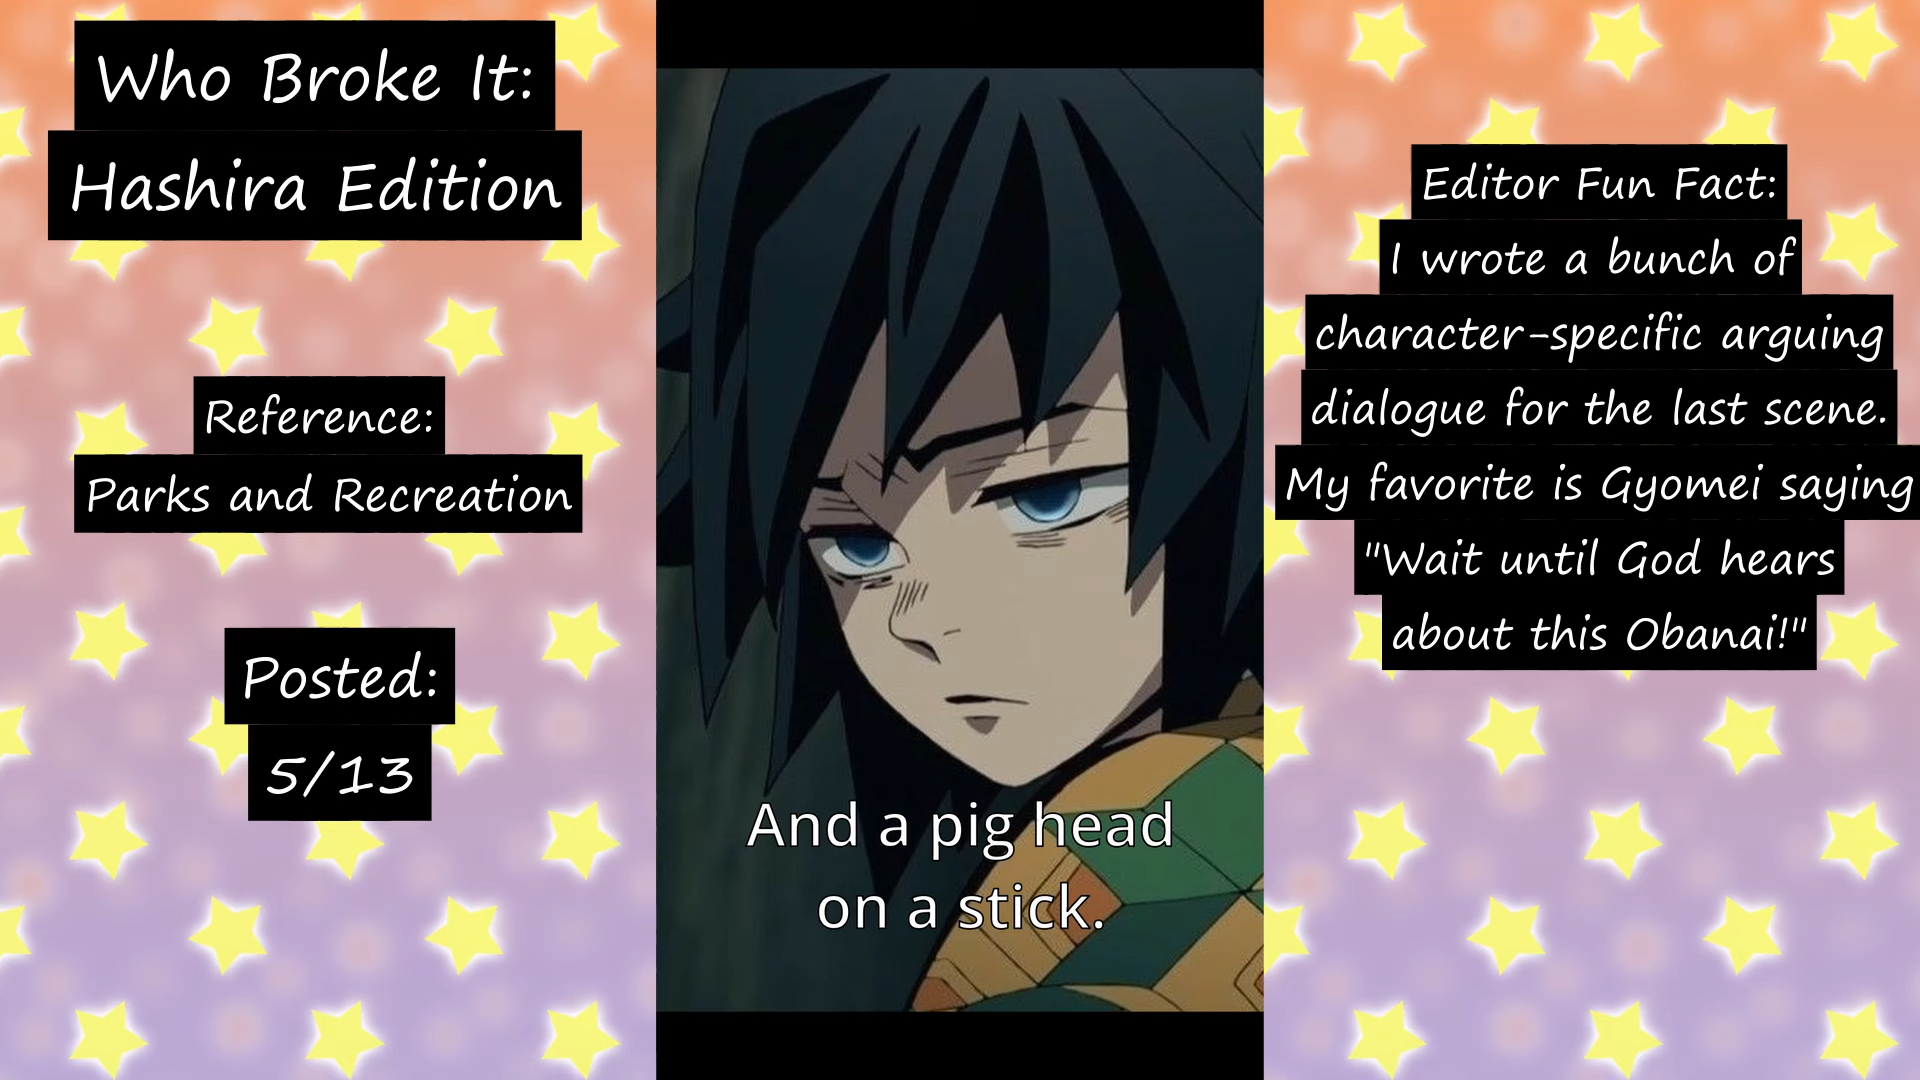 Who Broke It:
Hashira Edition
Reference:
Parks and Recreation
Posted:
5/13
And a pig head
on a stick.
Editor Fun Fact:
I wrote a bunch of
character-specific arguing
dialogue for the last scene.
My favorite is Gyomei saying
"Wait until God hears
about this Obanai!"